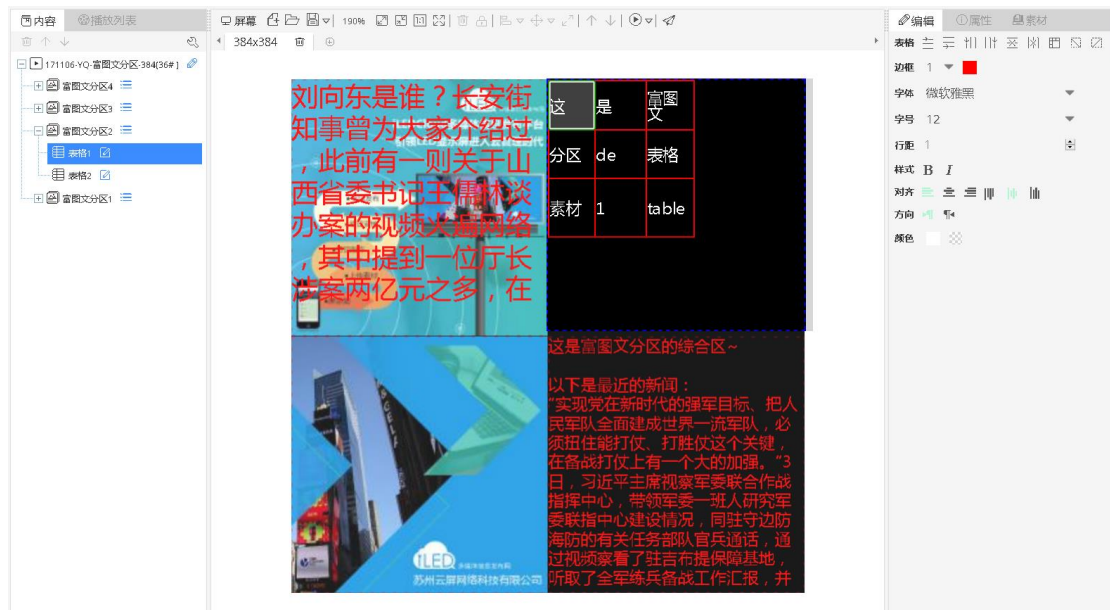 内容 播放列表
屏幕 190%
编辑 属性 素材
384x384
171106-YQ-富图文分区-384(36#)
富图文分区4
富图文分区3
富图文分区2
表格1
表格2
富图文分区1
刘向东是谁？长安街
知事曾为大家介绍过
，此前有一则关于山
西省委书记王儒林谈
办案的视频火遍网络
，其中提到一位厅长
涉案两亿元之多，在
这 是 富图文
分区 de 表格
素材 1 table
iLED
苏州云屏网络科技有限公司
这是富图文分区的综合区~
以下是最近的新闻：
“实现党在新时代的强军目标、把人
民军队全面建成世界一流军队，必
须扭住能打仗、打胜仗这个关键，
在备战打仗上有一个大的加强。“3
日，习近平主席视察军委联合作战
指挥中心，带领军委一班人研究军
委联指中心建设情况，同驻守边防
海防的有关任务部队官兵通话，通
过视频察看了驻吉布提保障基地，
听取了全军练兵备战工作汇报，并
表格
边框 1
字体 微软雅黑
字号 12
行距 1
样式 B I
对齐
方向
颜色